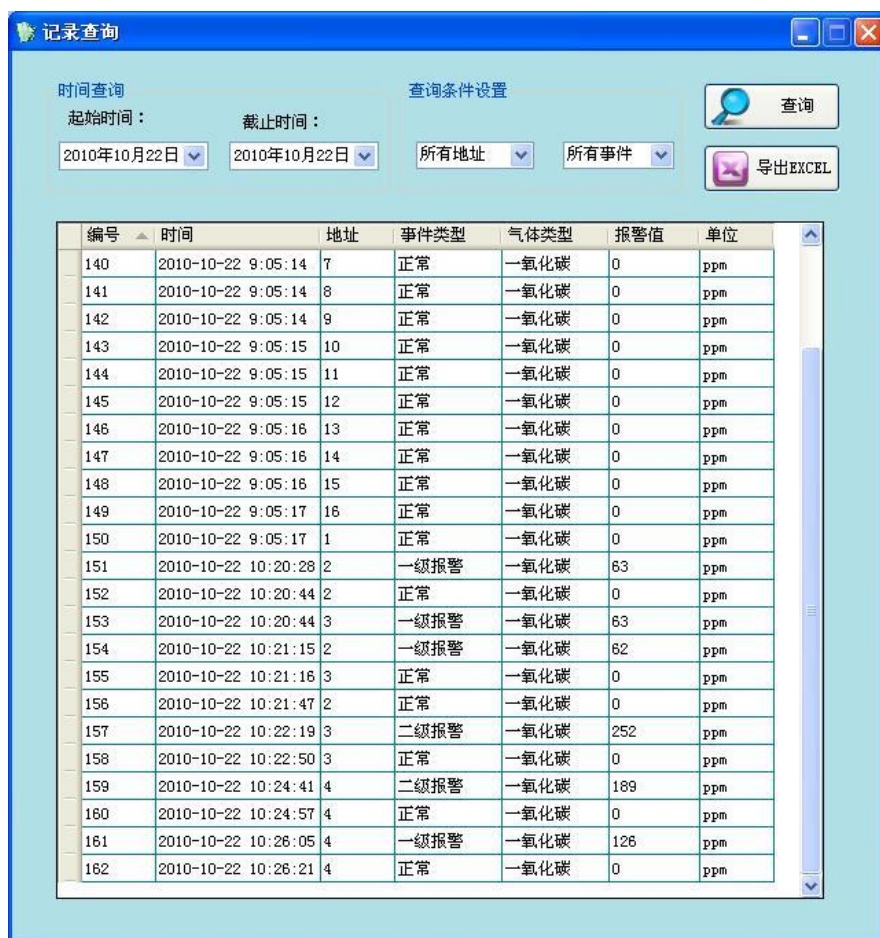 记录查询
时间查询
查询条件设置
起始时间：
截止时间：
查询
2010年10月22日
2010年10月22日
所有地址
所有事件
导出EXCEL
编号 时间 地址 事件类型 气体类型 报警值 单位
140 2010-10-22 9:05:14 7 正常 一氧化碳 0 ppm
141 2010-10-22 9:05:14 8 正常 一氧化碳 0 ppm
142 2010-10-22 9:05:14 9 正常 一氧化碳 0 ppm
143 2010-10-22 9:05:15 10 正常 一氧化碳 0 ppm
144 2010-10-22 9:05:15 11 正常 一氧化碳 0 ppm
145 2010-10-22 9:05:15 12 正常 一氧化碳 0 ppm
146 2010-10-22 9:05:16 13 正常 一氧化碳 0 ppm
147 2010-10-22 9:05:16 14 正常 一氧化碳 0 ppm
148 2010-10-22 9:05:16 15 正常 一氧化碳 0 ppm
149 2010-10-22 9:05:17 16 正常 一氧化碳 0 ppm
150 2010-10-22 9:05:17 1 正常 一氧化碳 0 ppm
151 2010-10-22 10:20:28 2 一级报警 一氧化碳 63 ppm
152 2010-10-22 10:20:44 2 正常 一氧化碳 0 ppm
153 2010-10-22 10:20:44 3 一级报警 一氧化碳 63 ppm
154 2010-10-22 10:21:15 2 一级报警 一氧化碳 62 ppm
155 2010-10-22 10:21:16 3 正常 一氧化碳 0 ppm
156 2010-10-22 10:21:47 2 正常 一氧化碳 0 ppm
157 2010-10-22 10:22:19 3 二级报警 一氧化碳 252 ppm
158 2010-10-22 10:22:50 3 正常 一氧化碳 0 ppm
159 2010-10-22 10:24:41 4 二级报警 一氧化碳 189 ppm
160 2010-10-22 10:24:57 4 正常 一氧化碳 0 ppm
161 2010-10-22 10:26:05 4 一级报警 一氧化碳 126 ppm
162 2010-10-22 10:26:21 4 正常 一氧化碳 0 ppm